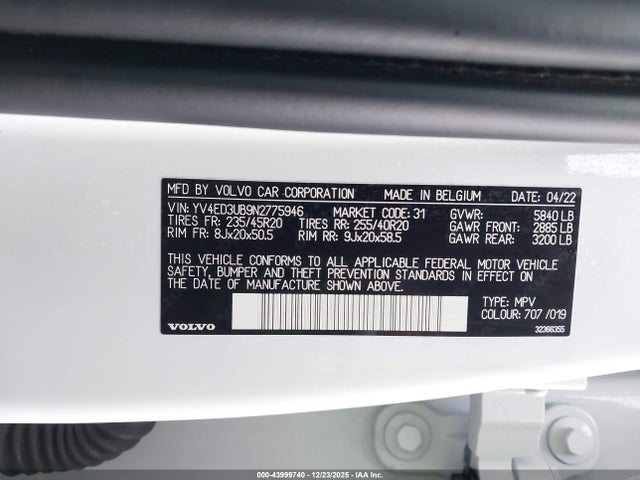 MFD BY VOLVO CAR CORPORATION MADE IN BELGIUM DATE: 04/22
VIN: YV4ED3UB9N2775946 MARKET CODE: 31 GVWR: 5840 LB
TIRES FR: 235/45R20 TIRES RR: 255/40R20 GAWR FRONT: 2885 LB
RIM FR: 8Jx20x50.5 RIM RR: 9Jx20x58.5 GAWR REAR: 3200 LB
THIS VEHICLE CONFORMS TO ALL APPLICABLE FEDERAL MOTOR VEHICLE
SAFETY, BUMPER AND THEFT PREVENTION STANDARDS IN EFFECT ON
THE DATE OF MANUFACTURE SHOWN ABOVE.
TYPE: MPV
COLOUR: 707 /019
VOLVO 32366355
000-43999740 | 12/23/2025 - IAA Inc.